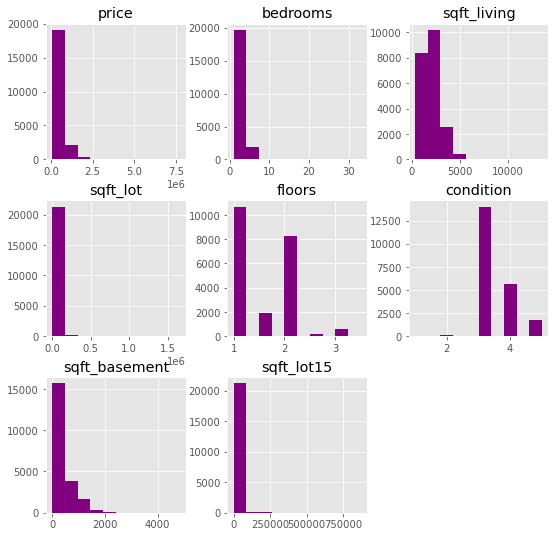 price
20000
15000
10000
5000
0
0.0 2.5 5.0 7.5
1e6
bedrooms
20000
15000
10000
5000
0
0 10 20 30
sqft_living
10000
8000
6000
4000
2000
0
0 5000 10000
sqft_lot
20000
15000
10000
5000
0
0.0 0.5 1.0 1.5
1e6
floors
10000
8000
6000
4000
2000
0
1 2 3
condition
12500
10000
7500
5000
2500
0
2 4
sqft_basement
15000
10000
5000
0
0 2000 4000
sqft_lot15
20000
15000
10000
5000
0
0 250000 500000 750000